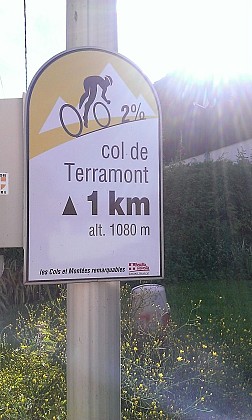 2%
col de
Terramont
▲ 1 km
alt. 1080 m
les Cols et Montées remarquables